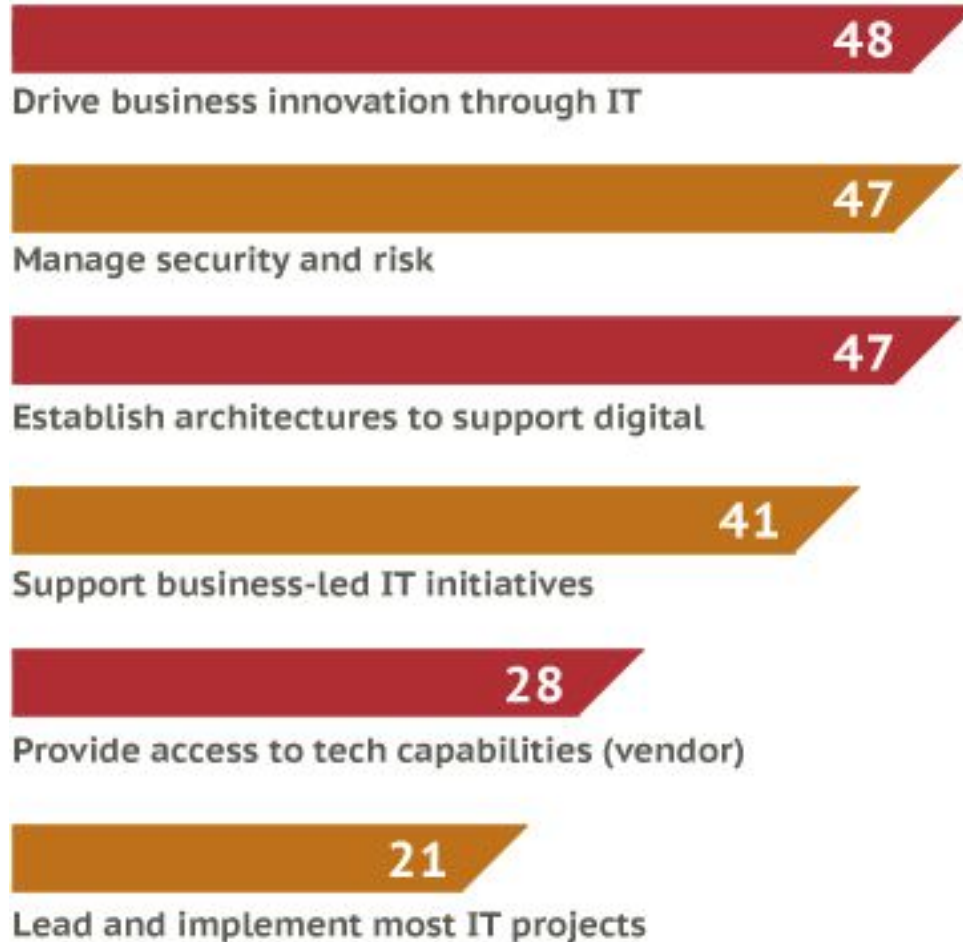 48
Drive business innovation through IT
47
Manage security and risk
47
Establish architectures to support digital
41
Support business-led IT initiatives
28
Provide access to tech capabilities (vendor)
21
Lead and implement most IT projects